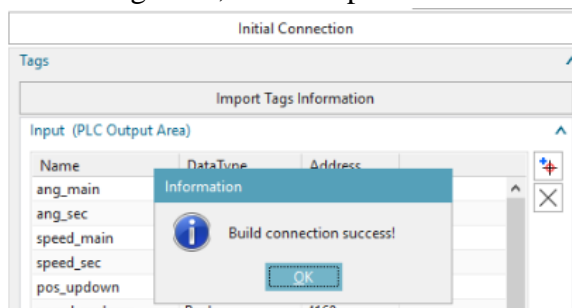 Initial Connection
Tags
Import Tags Information
Input (PLC Output Area)
Name DataType Address
ang_main
Information
ang_sec
speed_main
Build connection success!
speed_sec
OK
pos_updown